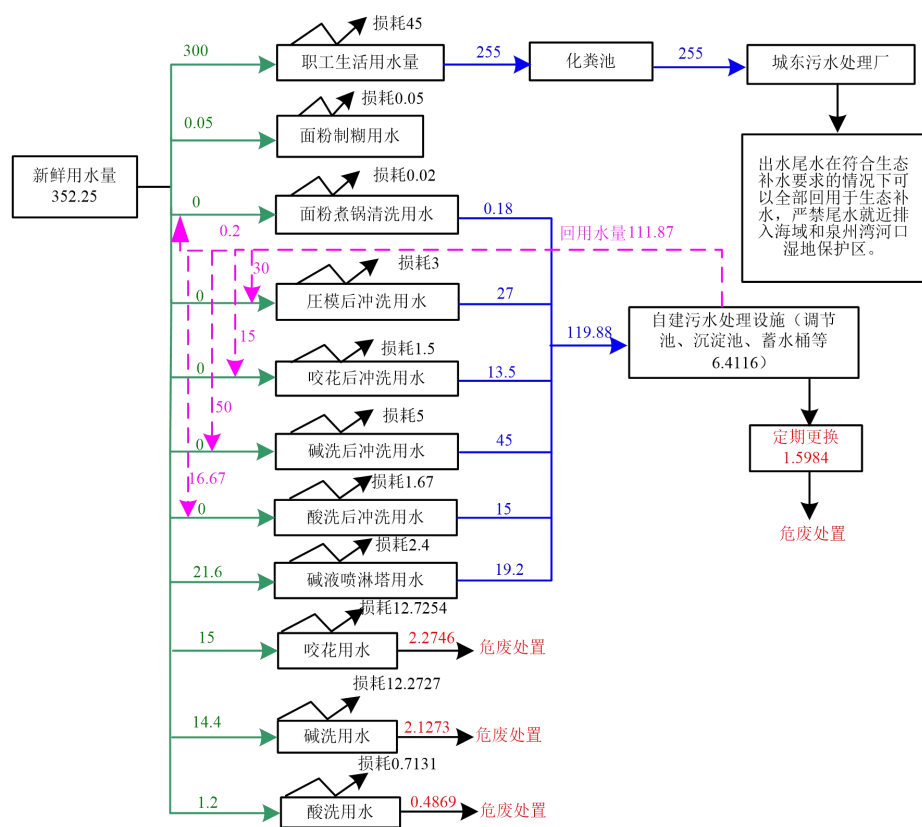 损耗45
300
职工生活用水量
255
化粪池
255
城东污水处理厂
损耗0.05
0.05
面粉制糊用水
新鲜用水量
352.25
出水尾水在符合生态
补水要求的情况下可
以全部回用于生态补
水，严禁尾水就近排
入海域和泉州湾河口
湿地保护区。
损耗0.02
0
面粉煮锅清洗用水
0.18
0.2
回用水量111.87
30
损耗3
0
圧模后冲洗用水
27
15
119.88
自建污水处理设施（调节
池、沉淀池、蓄水桶等
6.4116）
损耗1.5
0
咬花后冲洗用水
13.5
50
损耗5
0
碱洗后冲洗用水
45
定期更换
1.5984
16.67
损耗1.67
0
酸洗后冲洗用水
15
危废处置
损耗2.4
21.6
碱液喷淋塔用水
19.2
损耗12.7254
15
咬花用水
2.2746
危废处置
损耗12.2727
14.4
碱洗用水
2.1273
危废处置
损耗0.7131
1.2
酸洗用水
0.4869
危废处置